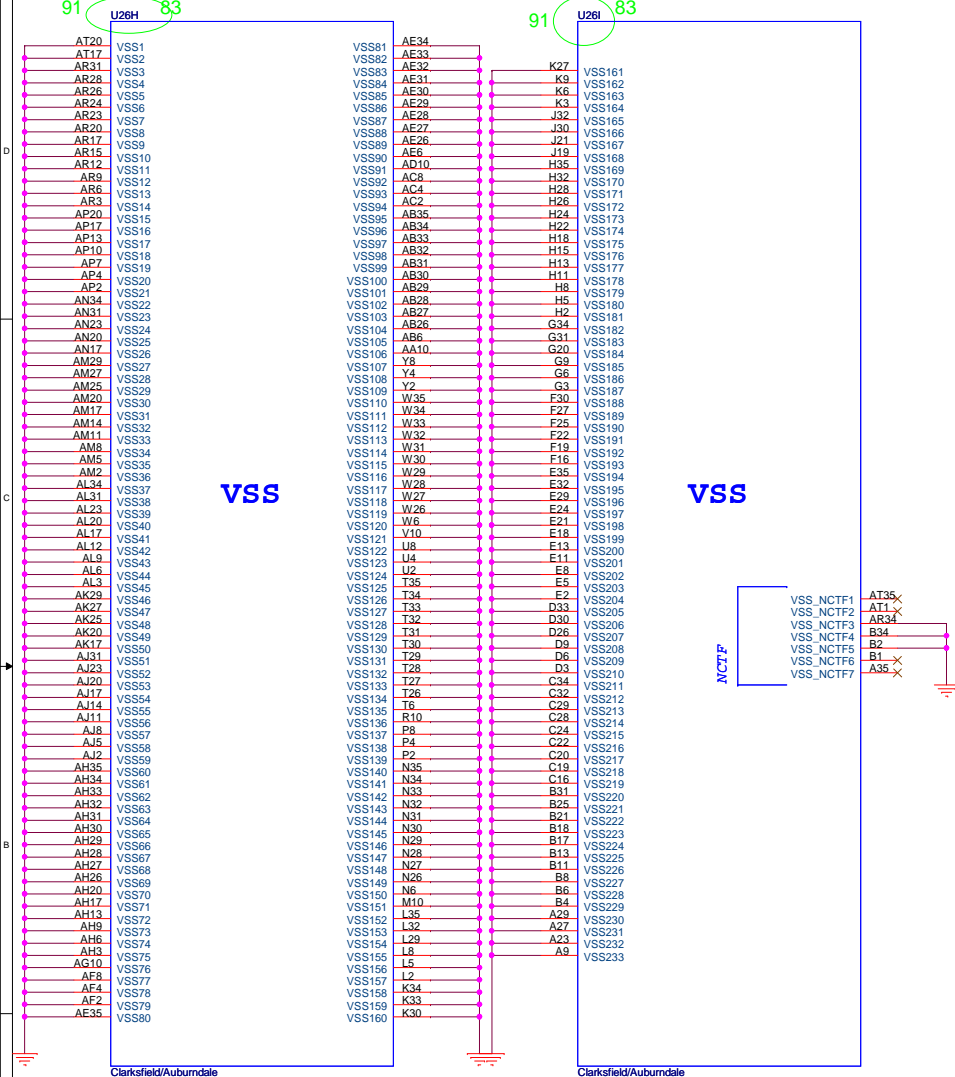 91
83
U26H
AT20 VSS1 VSS81 AE34
AT17 VSS2 VSS82 AE33
AR31 VSS3 VSS83 AE32
AR28 VSS4 VSS84 AE31
AR26 VSS5 VSS85 AE30
AR24 VSS6 VSS86 AE29
AR23 VSS7 VSS87 AE28
AR20 VSS8 VSS88 AE27
AR17 VSS9 VSS89 AE26
AR15 VSS10 VSS90 AE6
AR12 VSS11 VSS91 AD10
AR9 VSS12 VSS92 AC8
AR6 VSS13 VSS93 AC4
AR3 VSS14 VSS94 AC2
AP20 VSS15 VSS95 AB35
AP17 VSS16 VSS96 AB34
AP13 VSS17 VSS97 AB33
AP10 VSS18 VSS98 AB32
AP7 VSS19 VSS99 AB31
AP4 VSS20 VSS100 AB30
AP2 VSS21 VSS101 AB29
AN34 VSS22 VSS102 AB28
AN31 VSS23 VSS103 AB27
AN23 VSS24 VSS104 AB26
AN20 VSS25 VSS105 AB6
AN17 VSS26 VSS106 AA10
AM29 VSS27 VSS107 Y8
AM27 VSS28 VSS108 Y4
AM25 VSS29 VSS109 Y2
AM20 VSS30 VSS110 W35
AM17 VSS31 VSS111 W34
AM14 VSS32 VSS112 W33
AM11 VSS33 VSS113 W32
AM8 VSS34 VSS114 W31
AM5 VSS35 VSS115 W30
AM2 VSS36 VSS116 W29
AL34 VSS37 VSS117 W28
AL31 VSS38 VSS118 W27
AL23 VSS39 VSS119 W26
AL20 VSS40 VSS120 W6
AL17 VSS41 VSS121 V10
AL12 VSS42 VSS122 U8
AL9 VSS43 VSS123 U4
AL6 VSS44 VSS124 U2
AL3 VSS45 VSS125 T35
AK29 VSS46 VSS126 T34
AK27 VSS47 VSS127 T33
AK25 VSS48 VSS128 T32
AK20 VSS49 VSS129 T31
AK17 VSS50 VSS130 T30
AJ31 VSS51 VSS131 T29
AJ23 VSS52 VSS132 T28
AJ20 VSS53 VSS133 T27
AJ17 VSS54 VSS134 T26
AJ14 VSS55 VSS135 T6
AJ11 VSS56 VSS136 R10
AJ8 VSS57 VSS137 P8
AJ5 VSS58 VSS138 P4
AJ2 VSS59 VSS139 P2
AH35 VSS60 VSS140 N35
AH34 VSS61 VSS141 N34
AH33 VSS62 VSS142 N33
AH32 VSS63 VSS143 N32
AH31 VSS64 VSS144 N31
AH30 VSS65 VSS145 N30
AH29 VSS66 VSS146 N29
AH28 VSS67 VSS147 N28
AH27 VSS68 VSS148 N27
AH26 VSS69 VSS149 N26
AH20 VSS70 VSS150 N6
AH17 VSS71 VSS151 M10
AH13 VSS72 VSS152 L35
AH9 VSS73 VSS153 L32
AH6 VSS74 VSS154 L29
AH3 VSS75 VSS155 L8
AG10 VSS76 VSS156 L5
AF8 VSS77 VSS157 L2
AF4 VSS78 VSS158 K34
AF2 VSS79 VSS159 K33
AE35 VSS80 VSS160 K30
VSS
Clarksfield/Auburndale
91
83
U26I
K27 VSS161
K9 VSS162
K6 VSS163
K3 VSS164
J32 VSS165
J30 VSS166
J21 VSS167
J19 VSS168
H35 VSS169
H32 VSS170
H28 VSS171
H26 VSS172
H24 VSS173
H22 VSS174
H18 VSS175
H15 VSS176
H13 VSS177
H11 VSS178
H8 VSS179
H5 VSS180
H2 VSS181
G34 VSS182
G31 VSS183
G20 VSS184
G9 VSS185
G6 VSS186
G3 VSS187
F30 VSS188
F27 VSS189
F25 VSS190
F22 VSS191
F19 VSS192
F16 VSS193
E35 VSS194
E32 VSS195
E29 VSS196
E24 VSS197
E21 VSS198
E18 VSS199
E13 VSS200
E11 VSS201
E8 VSS202
E5 VSS203
E2 VSS204
D33 VSS205
D30 VSS206
D26 VSS207
D9 VSS208
D6 VSS209
D3 VSS210
C34 VSS211
C32 VSS212
C29 VSS213
C28 VSS214
C24 VSS215
C22 VSS216
C20 VSS217
C19 VSS218
C16 VSS219
B31 VSS220
B25 VSS221
B21 VSS222
B18 VSS223
B17 VSS224
B13 VSS225
B11 VSS226
B8 VSS227
B6 VSS228
B4 VSS229
A29 VSS230
A27 VSS231
A23 VSS232
A9 VSS233
VSS
NCTF
VSS_NCTF1 AT35
VSS_NCTF2 AT1
VSS_NCTF3 AR34
VSS_NCTF4 B34
VSS_NCTF5 B2
VSS_NCTF6 B1
VSS_NCTF7 A35
Clarksfield/Auburndale
D
C
B